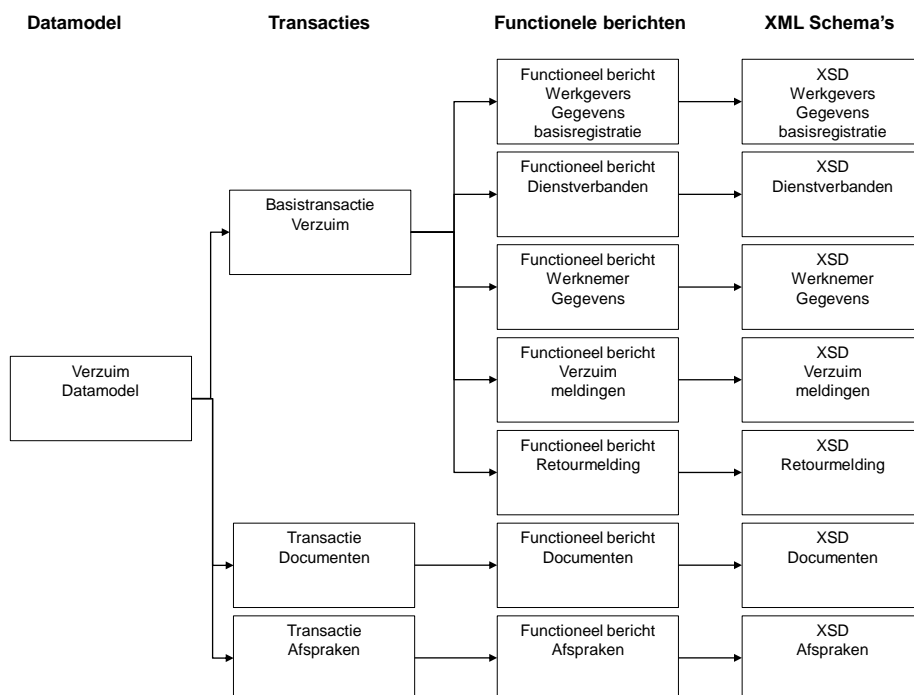 Datamodel
Transacties
Functionele berichten
XML Schema's
Functioneel bericht
Werkgevers
Gegevens
basisregistratie
XSD
Werkgevers
Gegevens
basisregistratie
Functioneel bericht
Dienstverbanden
XSD
Dienstverbanden
Basistransactie
Verzuim
Functioneel bericht
Werknemer
Gegevens
XSD
Werknemer
Gegevens
Verzuim
Datamodel
Functioneel bericht
Verzuim
meldingen
XSD
Verzuim
meldingen
Functioneel bericht
Retourmelding
XSD
Retourmelding
Transactie
Documenten
Functioneel bericht
Documenten
XSD
Documenten
Transactie
Afspraken
Functioneel bericht
Afspraken
XSD
Afspraken